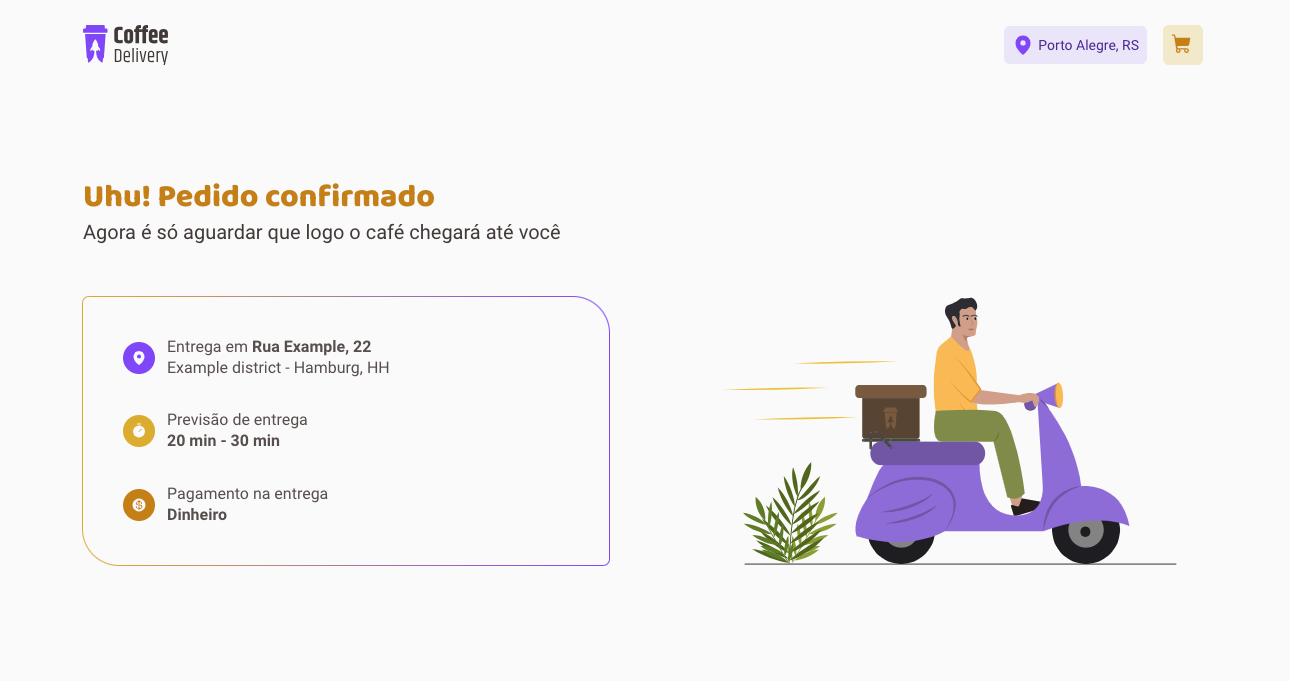 Coffee
Delivery
Porto Alegre, RS
Uhu! Pedido confirmado
Agora é só aguardar que logo o café chegará até você
Entrega em Rua Example, 22
Example district - Hamburg, HH
Previsão de entrega
20 min - 30 min
Pagamento na entrega
Dinheiro